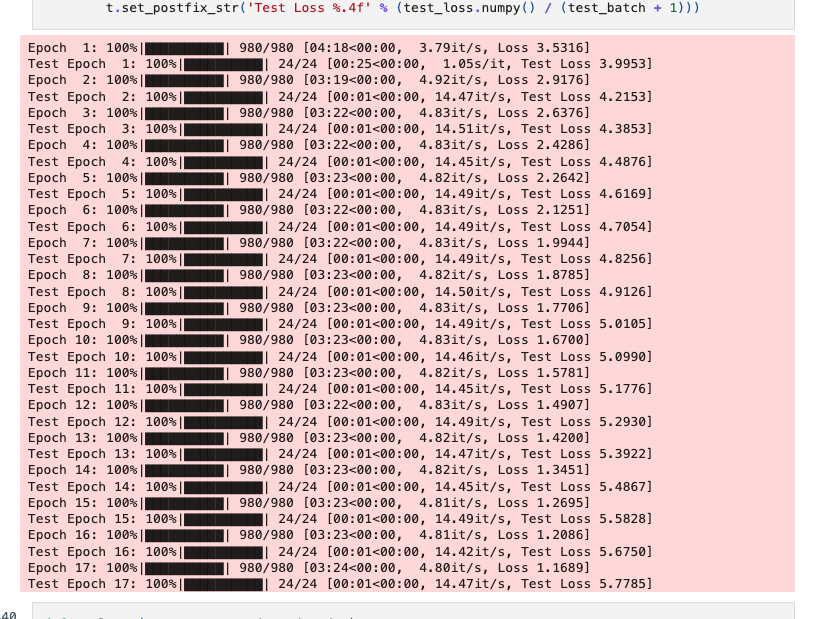 t.set_postfix_str('Test Loss %.4f' % (test_loss.numpy() / (test_batch + 1)))
Epoch  1: 100%|██████████| 980/980 [04:18<00:00,  3.79it/s, Loss 3.5316]
Test Epoch  1: 100%|██████████| 24/24 [00:25<00:00,  1.05s/it, Test Loss 3.9953]
Epoch  2: 100%|██████████| 980/980 [03:19<00:00,  4.92it/s, Loss 2.9176]
Test Epoch  2: 100%|██████████| 24/24 [00:01<00:00, 14.47it/s, Test Loss 4.2153]
Epoch  3: 100%|██████████| 980/980 [03:22<00:00,  4.83it/s, Loss 2.6376]
Test Epoch  3: 100%|██████████| 24/24 [00:01<00:00, 14.51it/s, Test Loss 4.3853]
Epoch  4: 100%|██████████| 980/980 [03:22<00:00,  4.83it/s, Loss 2.4286]
Test Epoch  4: 100%|██████████| 24/24 [00:01<00:00, 14.45it/s, Test Loss 4.4876]
Epoch  5: 100%|██████████| 980/980 [03:23<00:00,  4.82it/s, Loss 2.2642]
Test Epoch  5: 100%|██████████| 24/24 [00:01<00:00, 14.49it/s, Test Loss 4.6169]
Epoch  6: 100%|██████████| 980/980 [03:22<00:00,  4.83it/s, Loss 2.1251]
Test Epoch  6: 100%|██████████| 24/24 [00:01<00:00, 14.49it/s, Test Loss 4.7054]
Epoch  7: 100%|██████████| 980/980 [03:22<00:00,  4.83it/s, Loss 1.9944]
Test Epoch  7: 100%|██████████| 24/24 [00:01<00:00, 14.49it/s, Test Loss 4.8256]
Epoch  8: 100%|██████████| 980/980 [03:23<00:00,  4.82it/s, Loss 1.8785]
Test Epoch  8: 100%|██████████| 24/24 [00:01<00:00, 14.50it/s, Test Loss 4.9126]
Epoch  9: 100%|██████████| 980/980 [03:23<00:00,  4.83it/s, Loss 1.7706]
Test Epoch  9: 100%|██████████| 24/24 [00:01<00:00, 14.49it/s, Test Loss 5.0105]
Epoch 10: 100%|██████████| 980/980 [03:23<00:00,  4.83it/s, Loss 1.6700]
Test Epoch 10: 100%|██████████| 24/24 [00:01<00:00, 14.46it/s, Test Loss 5.0990]
Epoch 11: 100%|██████████| 980/980 [03:23<00:00,  4.82it/s, Loss 1.5781]
Test Epoch 11: 100%|██████████| 24/24 [00:01<00:00, 14.45it/s, Test Loss 5.1776]
Epoch 12: 100%|██████████| 980/980 [03:22<00:00,  4.83it/s, Loss 1.4907]
Test Epoch 12: 100%|██████████| 24/24 [00:01<00:00, 14.49it/s, Test Loss 5.2930]
Epoch 13: 100%|██████████| 980/980 [03:23<00:00,  4.82it/s, Loss 1.4200]
Test Epoch 13: 100%|██████████| 24/24 [00:01<00:00, 14.47it/s, Test Loss 5.3922]
Epoch 14: 100%|██████████| 980/980 [03:23<00:00,  4.82it/s, Loss 1.3451]
Test Epoch 14: 100%|██████████| 24/24 [00:01<00:00, 14.45it/s, Test Loss 5.4867]
Epoch 15: 100%|██████████| 980/980 [03:23<00:00,  4.81it/s, Loss 1.2695]
Test Epoch 15: 100%|██████████| 24/24 [00:01<00:00, 14.49it/s, Test Loss 5.5828]
Epoch 16: 100%|██████████| 980/980 [03:23<00:00,  4.81it/s, Loss 1.2086]
Test Epoch 16: 100%|██████████| 24/24 [00:01<00:00, 14.42it/s, Test Loss 5.6750]
Epoch 17: 100%|██████████| 980/980 [03:24<00:00,  4.80it/s, Loss 1.1689]
Test Epoch 17: 100%|██████████| 24/24 [00:01<00:00, 14.47it/s, Test Loss 5.7785]